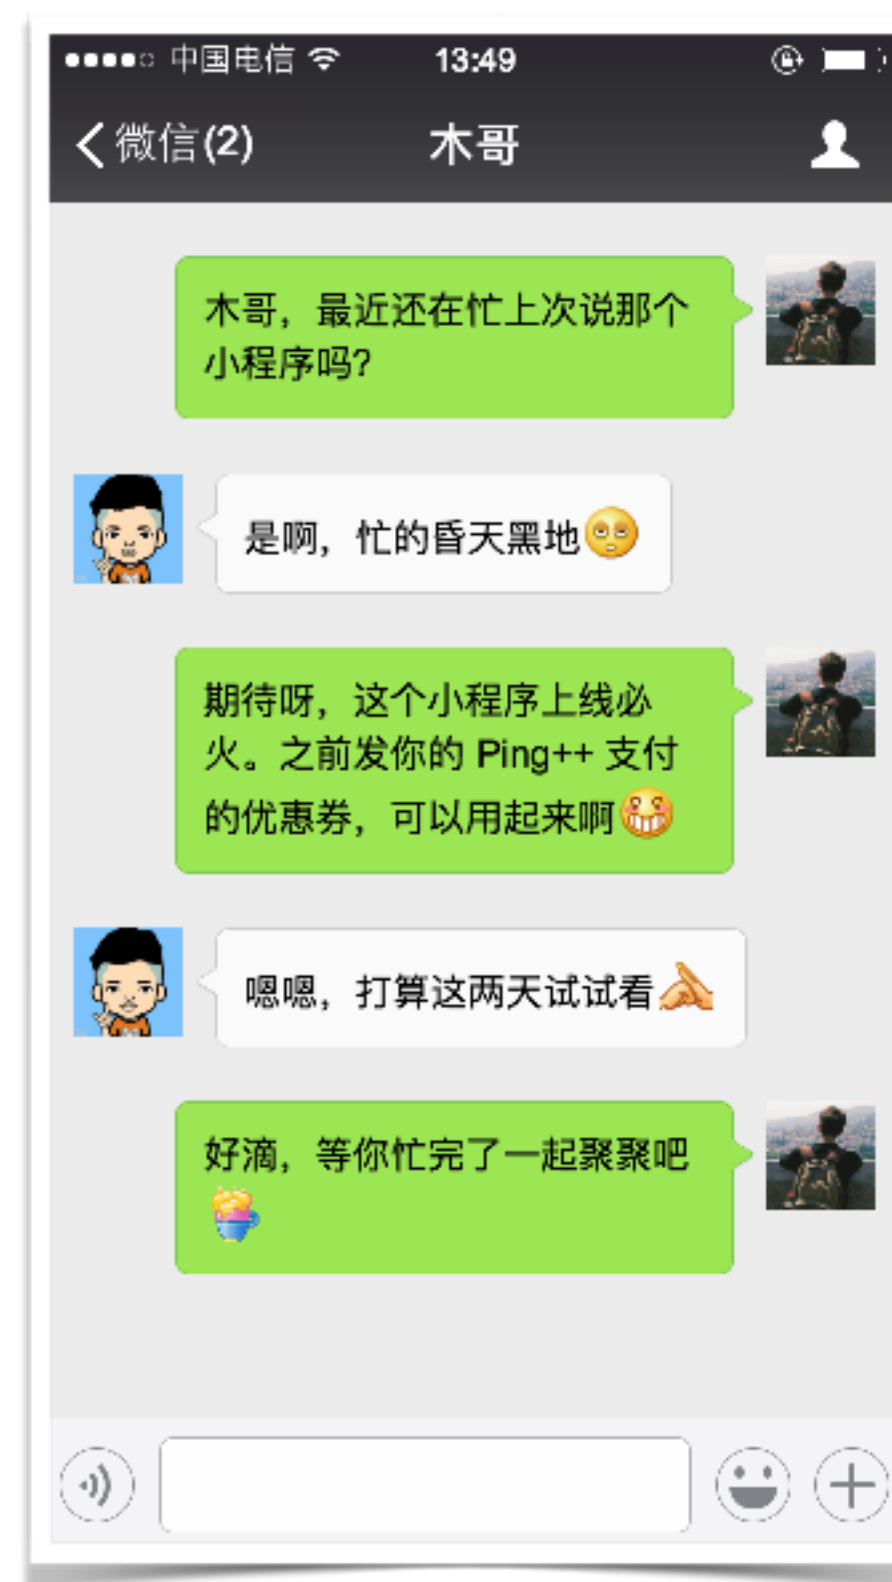 中国电信 13:49
微信(2) 木哥
木哥，最近还在忙上次说那个
小程序吗？
是啊，忙的昏天黑地
期待呀，这个小程序上线必
火。之前发你的 Ping++ 支付
的优惠券，可以用起来啊
嗯嗯，打算这两天试试看
好滴，等你忙完了一起聚聚吧